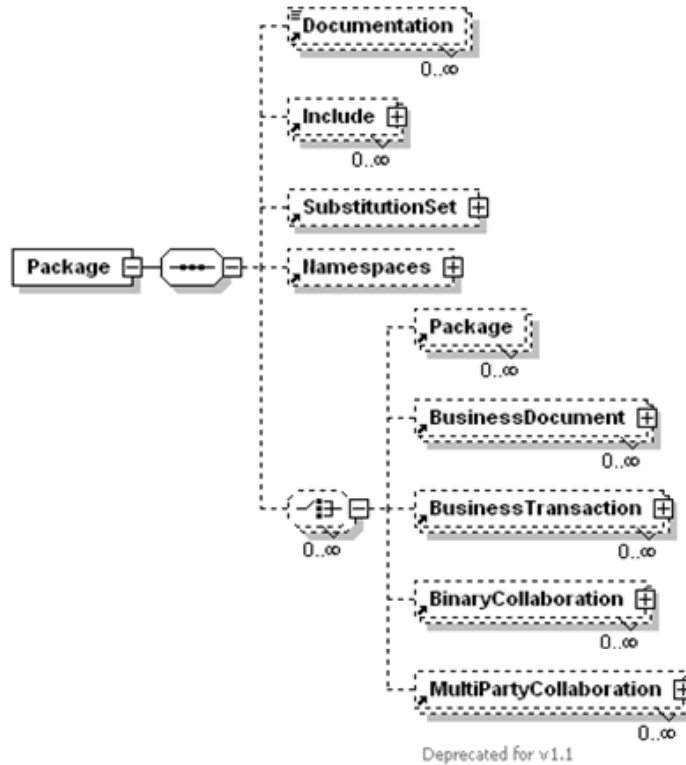 Documentation
0..∞
Include
0..∞
SubstitutionSet
Package
Namespaces
Package
0..∞
BusinessDocument
0..∞
BusinessTransaction
0..∞
0..∞
BinaryCollaboration
0..∞
MultiPartyCollaboration
0..∞
Deprecated for v1.1